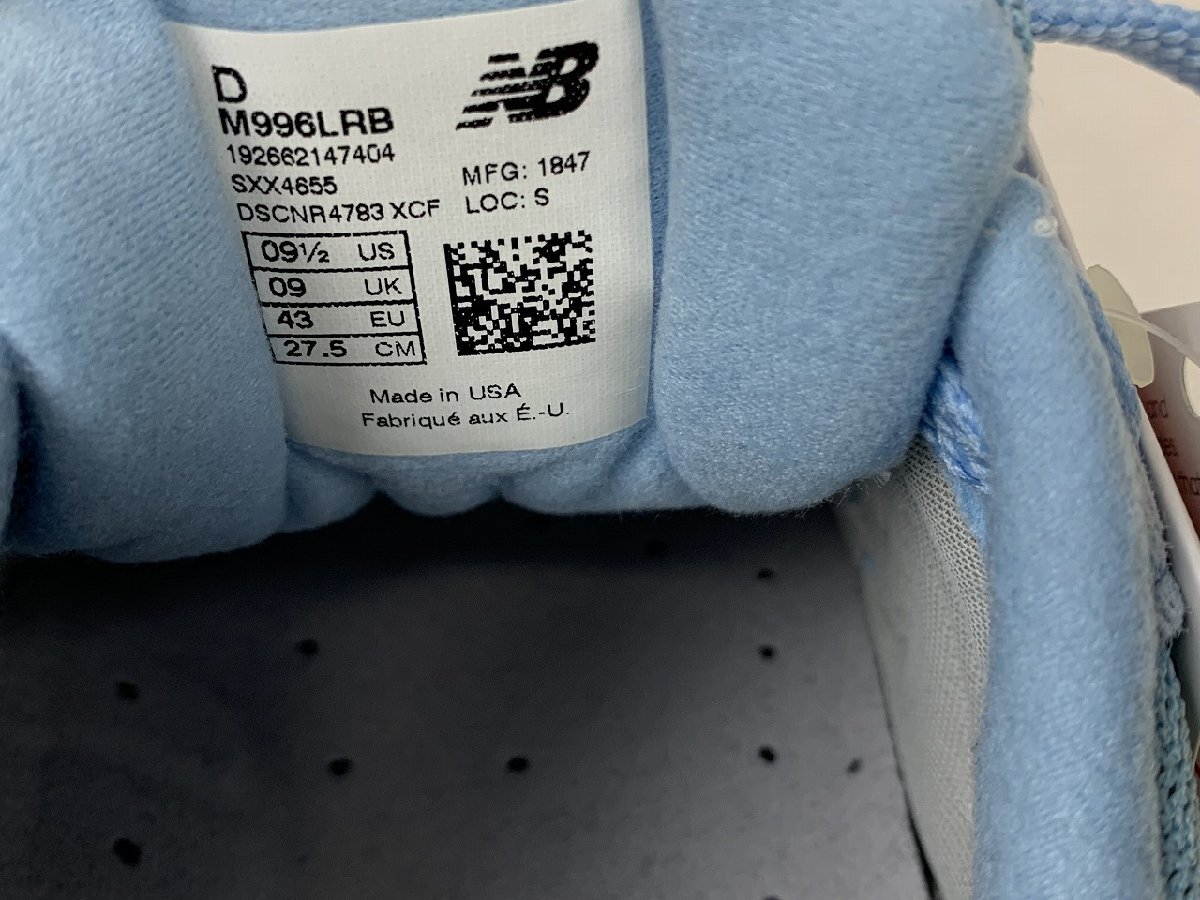 D
M996LRB
192662147404
SXX4655
DSCNR4783 XCF
NB
MFG: 1847
LOC: S
09½ US
09 UK
43 EU
27.5 CM
Made in USA
Fabriqué aux É.-U.